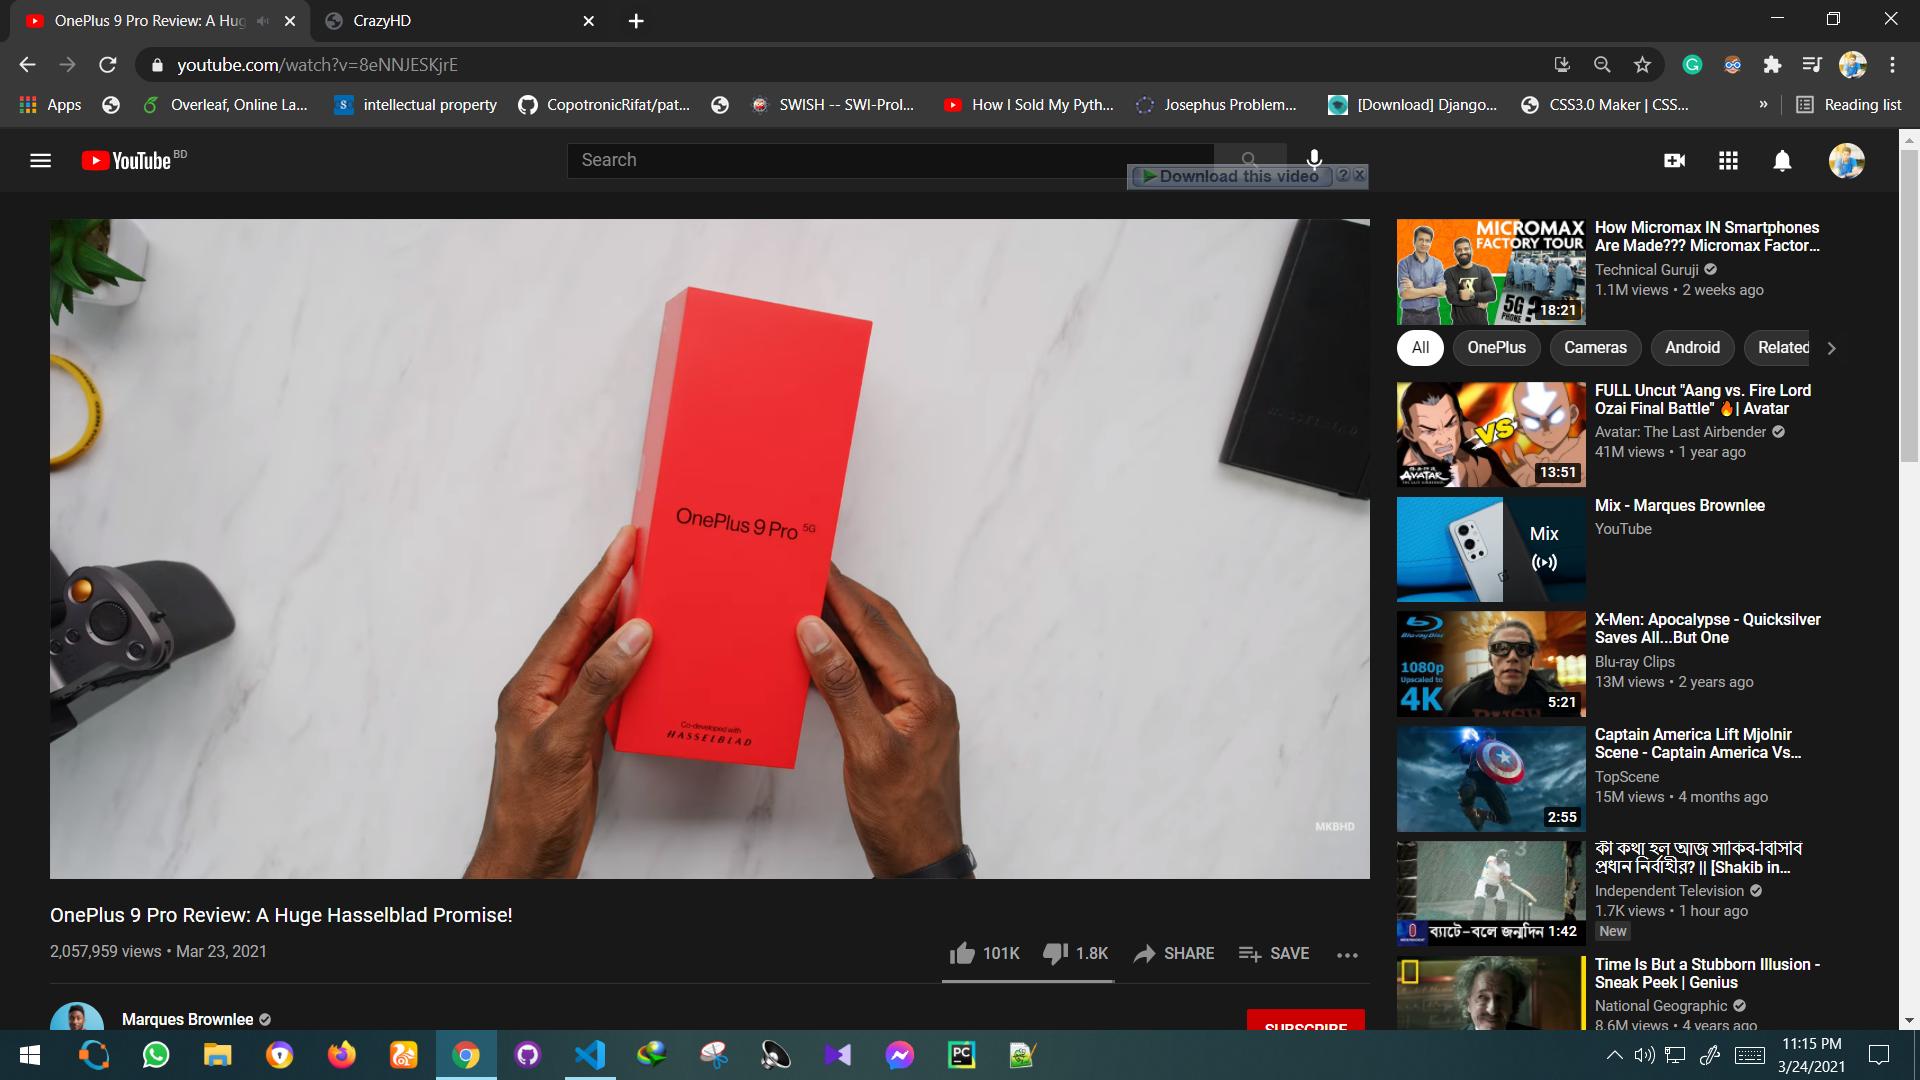 OnePlus 9 Pro Review: A Hug
CrazyHD
youtube.com/watch?v=8eNNJESKjrE
Apps
Overleaf, Online La...
intellectual property
CopotronicRifat/pat...
SWISH -- SWI-Prol...
How I Sold My Pyth...
Josephus Problem...
[Download] Django...
CSS3.0 Maker | CSS...
»
Reading list
YouTube BD
Search
Download this video
OnePlus 9 Pro 5G
Co-developed with
HASSELBLAD
HASSELBLAD
MKBHD
OnePlus 9 Pro Review: A Huge Hasselblad Promise!
2,057,959 views • Mar 23, 2021
101K
1.8K
SHARE
SAVE
Marques Brownlee
SUBSCRIBE
MICROMAX
FACTORY TOUR
5G ?
PHONE
18:21
How Micromax IN Smartphones
Are Made??? Micromax Factor...
Technical Guruji
1.1M views • 2 weeks ago
All
OnePlus
Cameras
Android
Related
VS
AVATAR
13:51
FULL Uncut "Aang vs. Fire Lord
Ozai Final Battle" 🔥| Avatar
Avatar: The Last Airbender
41M views • 1 year ago
Mix
Mix - Marques Brownlee
YouTube
Blu-ray Disc
1080p
Upscaled to
4K
5:21
X-Men: Apocalypse - Quicksilver
Saves All...But One
Blu-ray Clips
13M views • 2 years ago
2:55
Captain America Lift Mjolnir
Scene - Captain America Vs...
TopScene
15M views • 4 months ago
ব্যাটে-বলে জন্মদিন
1:42
কী কথা হল আজ সাকিব-বিসিবি
প্রধান নির্বাহীর? || [Shakib in...
Independent Television
1.7K views • 1 hour ago
New
Time Is But a Stubborn Illusion -
Sneak Peek | Genius
National Geographic
8.6M views • 4 years ago
PC
11:15 PM
3/24/2021